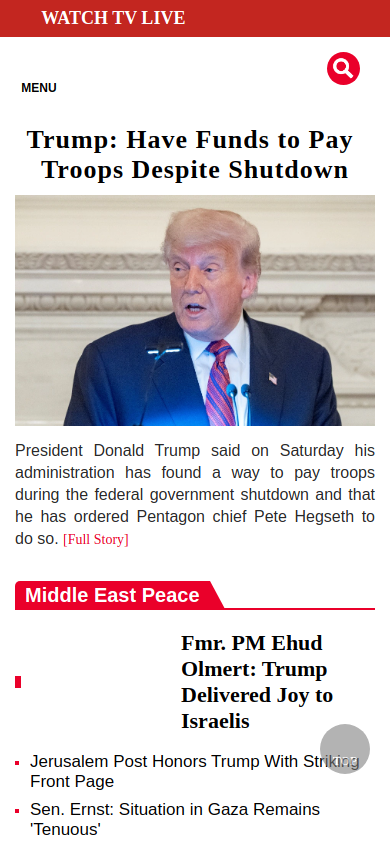 WATCH TV LIVE
MENU
Trump: Have Funds to Pay
Troops Despite Shutdown
President Donald Trump said on Saturday his
administration has found a way to pay troops
during the federal government shutdown and that
he has ordered Pentagon chief Pete Hegseth to
do so. [Full Story]
Middle East Peace
Fmr. PM Ehud
Olmert: Trump
Delivered Joy to
Israelis
Jerusalem Post Honors Trump With Striking
Front Page
TOP
Sen. Ernst: Situation in Gaza Remains
'Tenuous'